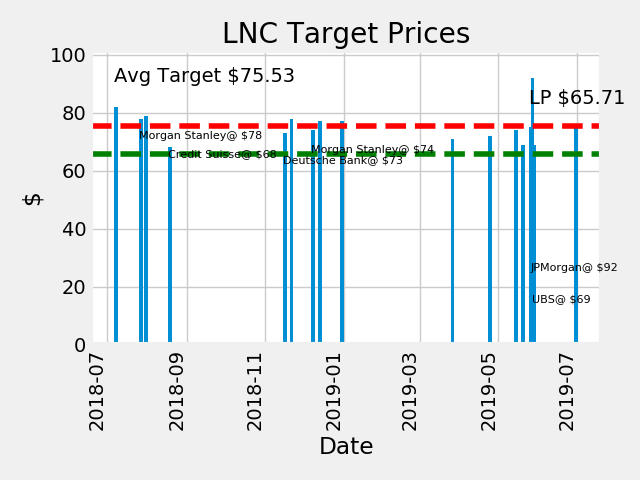 LNC Target Prices
100
Avg Target $75.53
LP $65.71
80
Morgan Stanley@ $78
Morgan Stanley@ $74
Credit Suisse@ $68
Deutsche Bank@ $73
60
$
40
JPMorgan@ $92
20
UBS@ $69
0
2018-07
2018-09
2018-11
2019-01
2019-03
2019-05
2019-07
Date